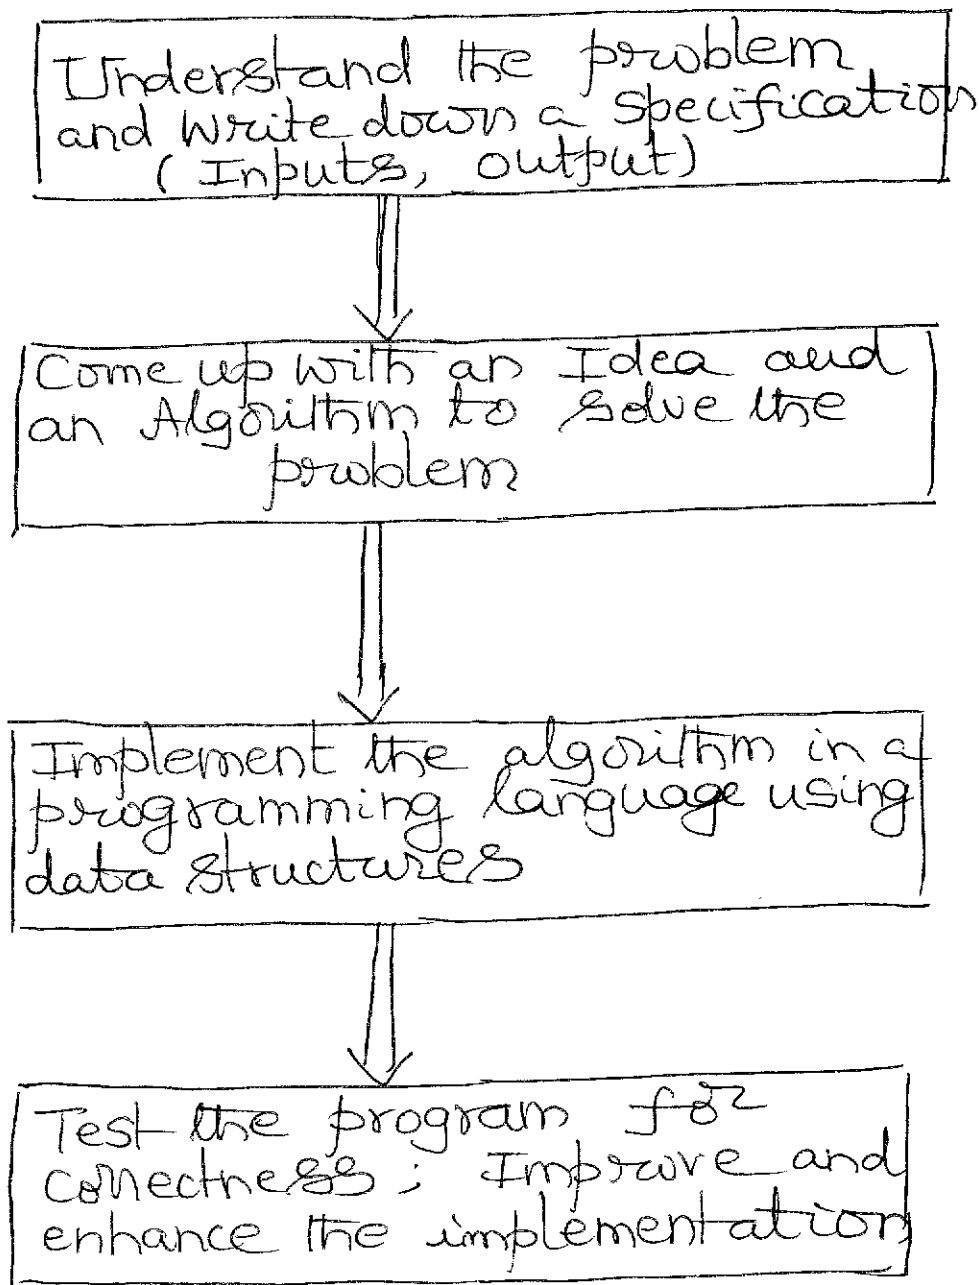 Understand the problem
and write down a specification
(Inputs, output)
Come up with an Idea and
an Algorithm to solve the
problem
Implement the algorithm in a
programming language using
data structures
Test the program for
correctness; Improve and
enhance the implementation